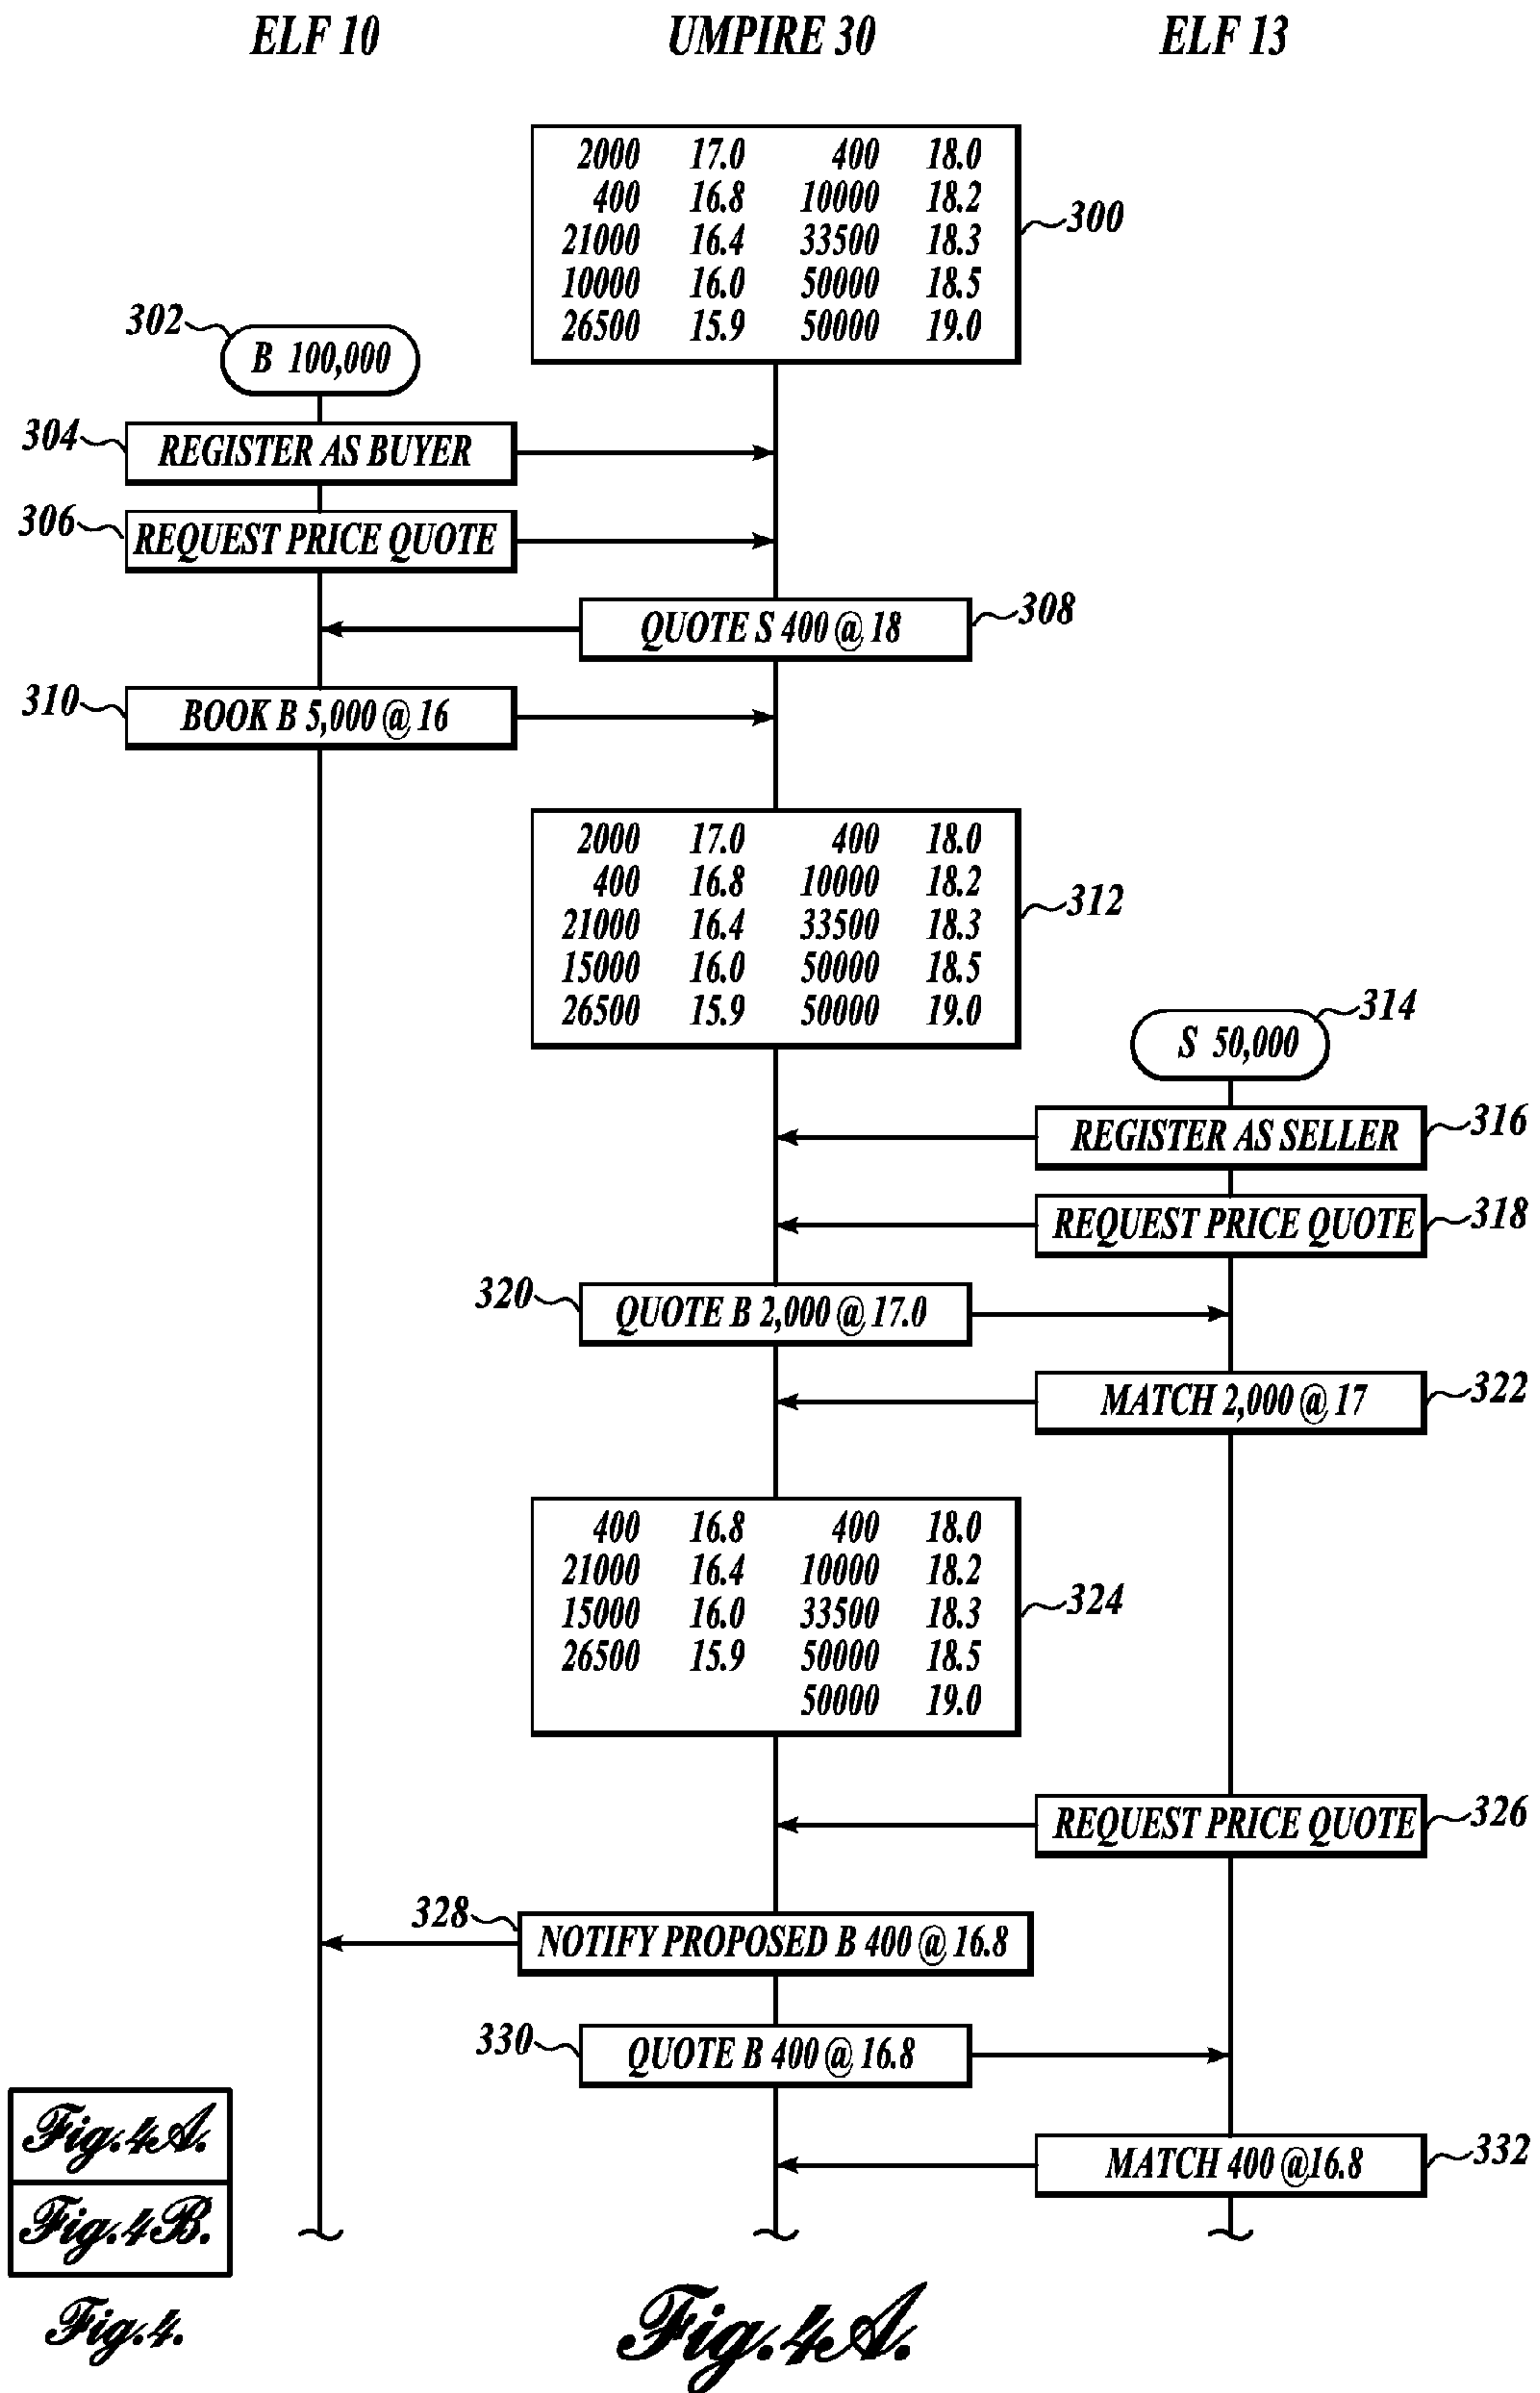 ELF 10 UMPIRE 30 ELF 13
2000 17.0 400 18.0
400 16.8 10000 18.2
21000 16.4 33500 18.3
10000 16.0 50000 18.5
26500 15.9 50000 19.0
300
302
B 100,000
304
REGISTER AS BUYER
306
REQUEST PRICE QUOTE
QUOTE S 400 @ 18
308
310
BOOK B 5,000 @ 16
2000 17.0 400 18.0
400 16.8 10000 18.2
21000 16.4 33500 18.3
15000 16.0 50000 18.5
26500 15.9 50000 19.0
312
314
S 50,000
REGISTER AS SELLER
316
REQUEST PRICE QUOTE
318
320
QUOTE B 2,000 @ 17.0
MATCH 2,000 @ 17
322
400 16.8 400 18.0
21000 16.4 10000 18.2
15000 16.0 33500 18.3
26500 15.9 50000 18.5
50000 19.0
324
REQUEST PRICE QUOTE
326
328
NOTIFY PROPOSED B 400 @ 16.8
330
QUOTE B 400 @ 16.8
MATCH 400 @16.8
332
Fig.4A.
Fig.4B.
Fig.4.
Fig.4A.